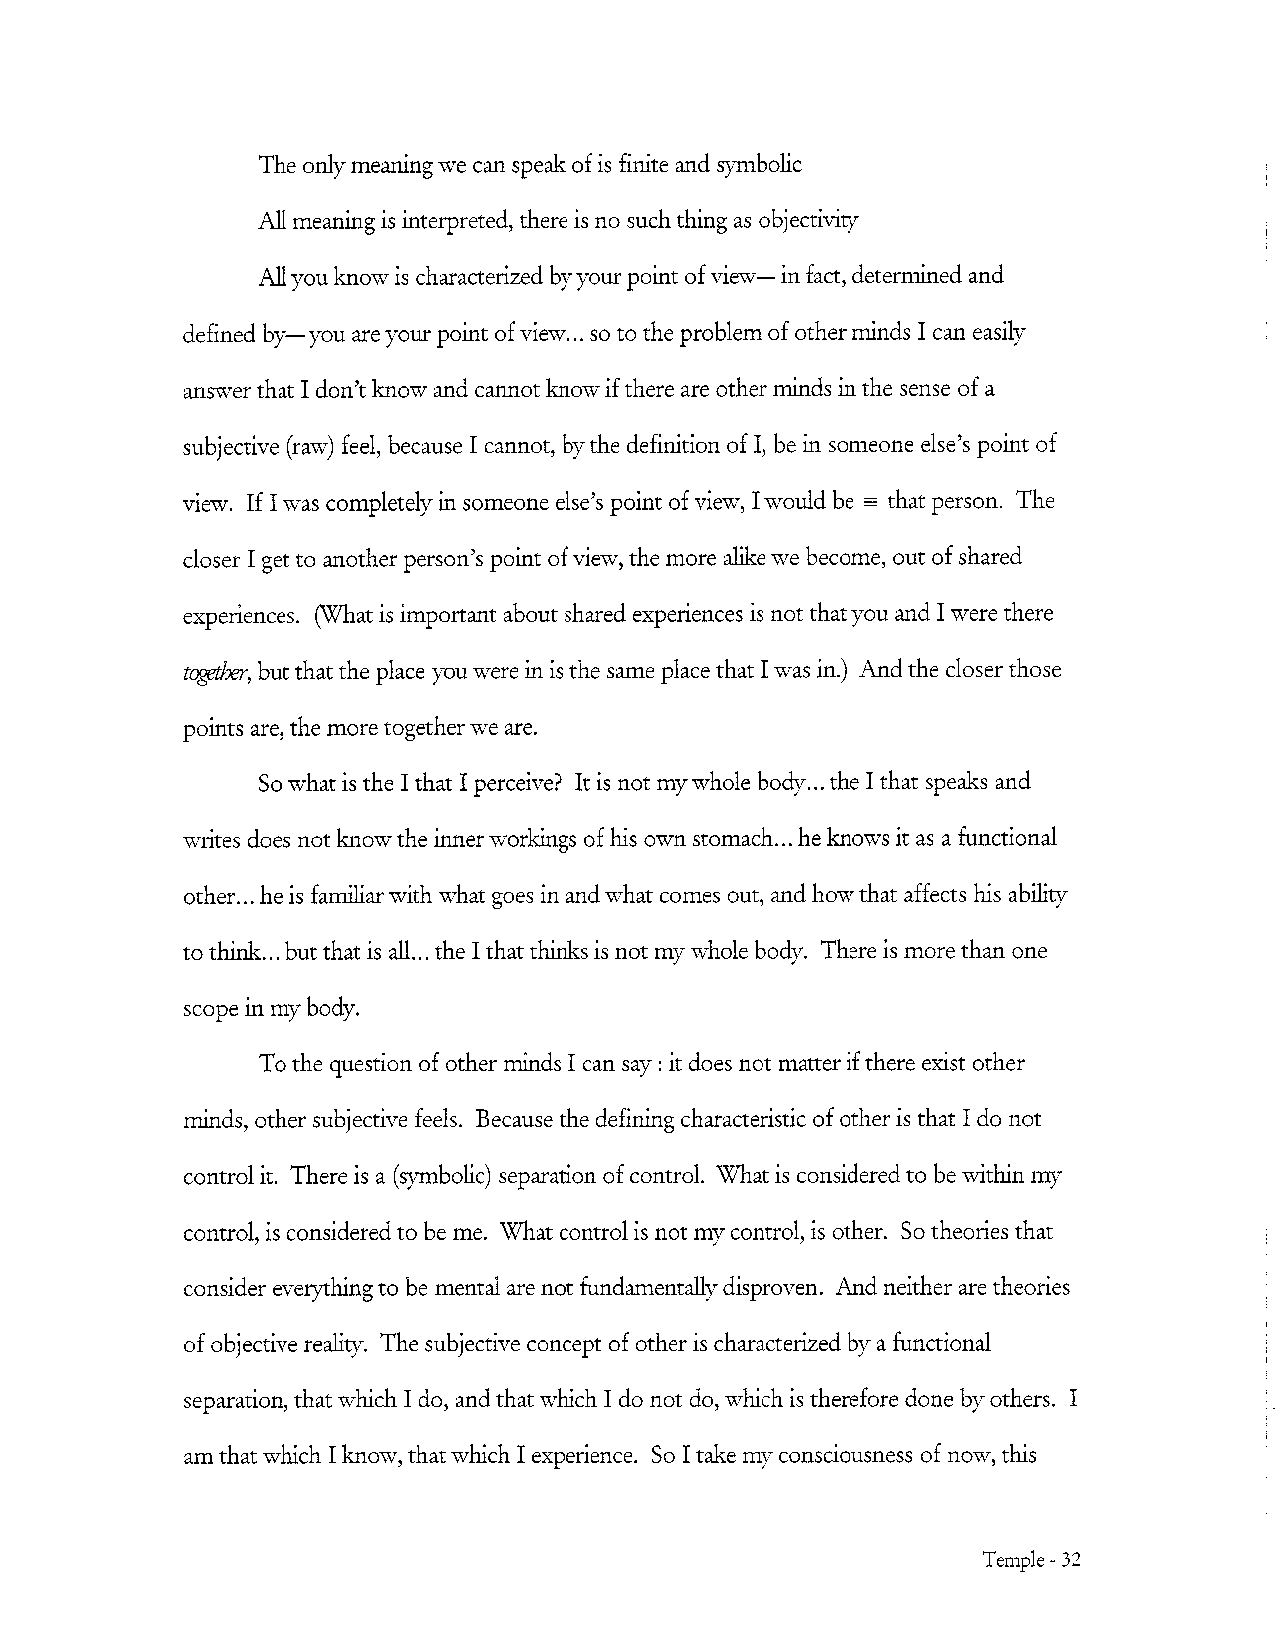 The only meaning we can speak of is finite and symbolic
All meaning is interpreted, there is no such thing as objectivity
All you know is characterized by your point of view— in fact, determined and
defined by—you are your point of view... so to the problem of other minds I can easily
answer that I don't know and cannot know if there are other minds in the sense of a
subjective (raw) feel, because I cannot, by the definition of I, be in someone else's point of
view. If I was completely in someone else's point of view, I would be ≡ that person. The
closer I get to another person's point of view, the more alike we become, out of shared
experiences. (What is important about shared experiences is not that you and I were there
together, but that the place you were in is the same place that I was in.) And the closer those
points are, the more together we are.
So what is the I that I perceive? It is not my whole body... the I that speaks and
writes does not know the inner workings of his own stomach... he knows it as a functional
other... he is familiar with what goes in and what comes out, and how that affects his ability
to think... but that is all... the I that thinks is not my whole body. There is more than one
scope in my body.
To the question of other minds I can say : it does not matter if there exist other
minds, other subjective feels. Because the defining characteristic of other is that I do not
control it. There is a (symbolic) separation of control. What is considered to be within my
control, is considered to be me. What control is not my control, is other. So theories that
consider everything to be mental are not fundamentally disproven. And neither are theories
of objective reality. The subjective concept of other is characterized by a functional
separation, that which I do, and that which I do not do, which is therefore done by others. I
am that which I know, that which I experience. So I take my consciousness of now, this
Temple - 32